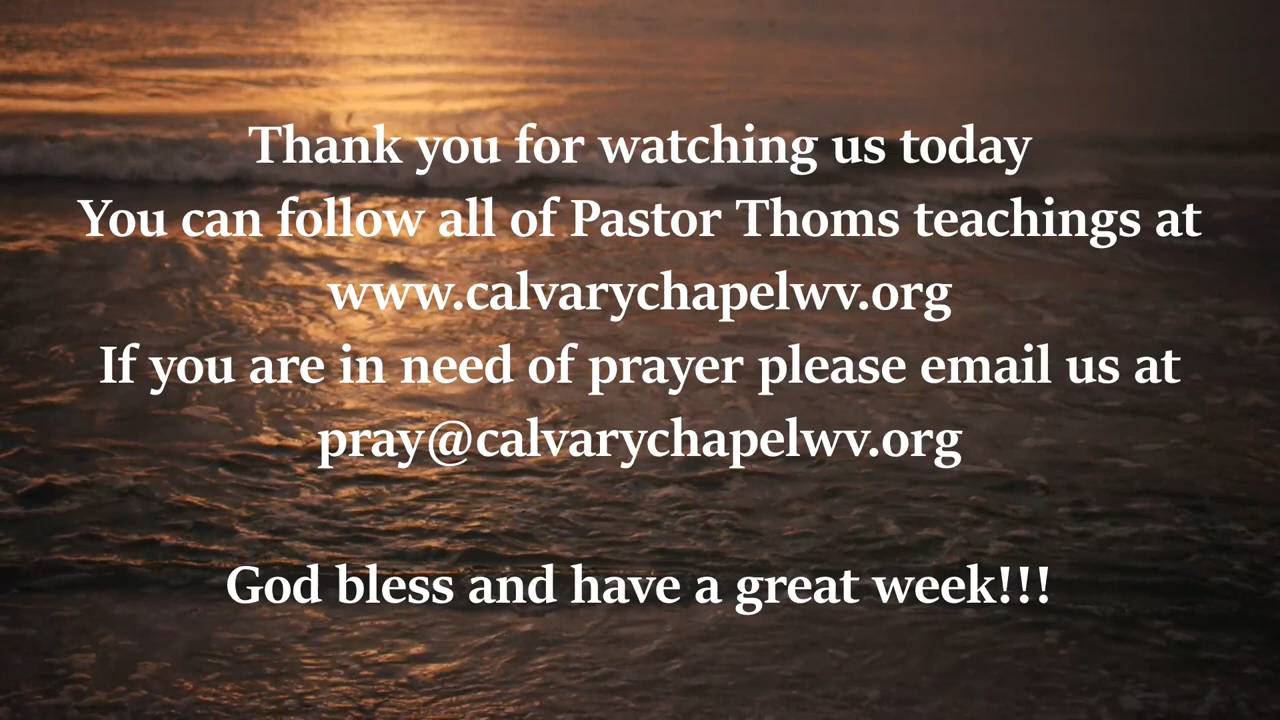 Thank you for watching us today
You can follow all of Pastor Thoms teachings at
www.calvarychapelwv.org
If you are in need of prayer please email us at
pray@calvarychapelwv.org
God bless and have a great week!!!